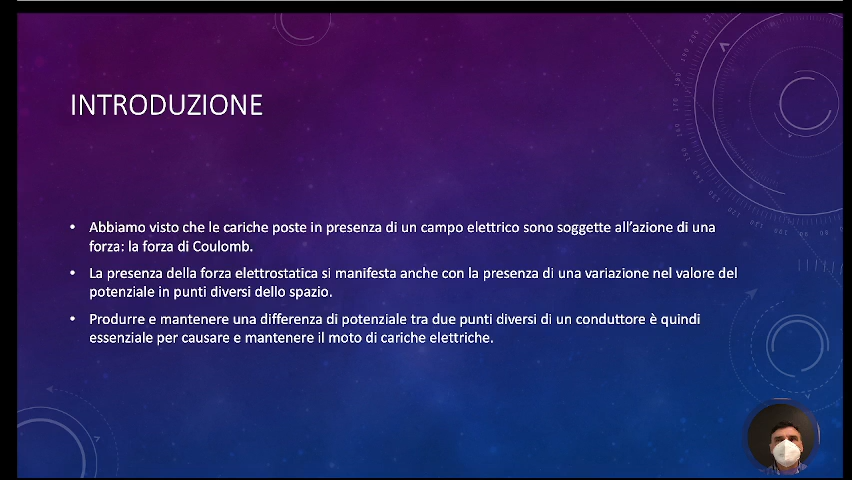 INTRODUZIONE
• Abbiamo visto che le cariche poste in presenza di un campo elettrico sono soggette all'azione di una
forza: la forza di Coulomb.
• La presenza della forza elettrostatica si manifesta anche con la presenza di una variazione nel valore del
potenziale in punti diversi dello spazio.
• Produrre e mantenere una differenza di potenziale tra due punti diversi di un conduttore è quindi
essenziale per causare e mantenere il moto di cariche elettriche.